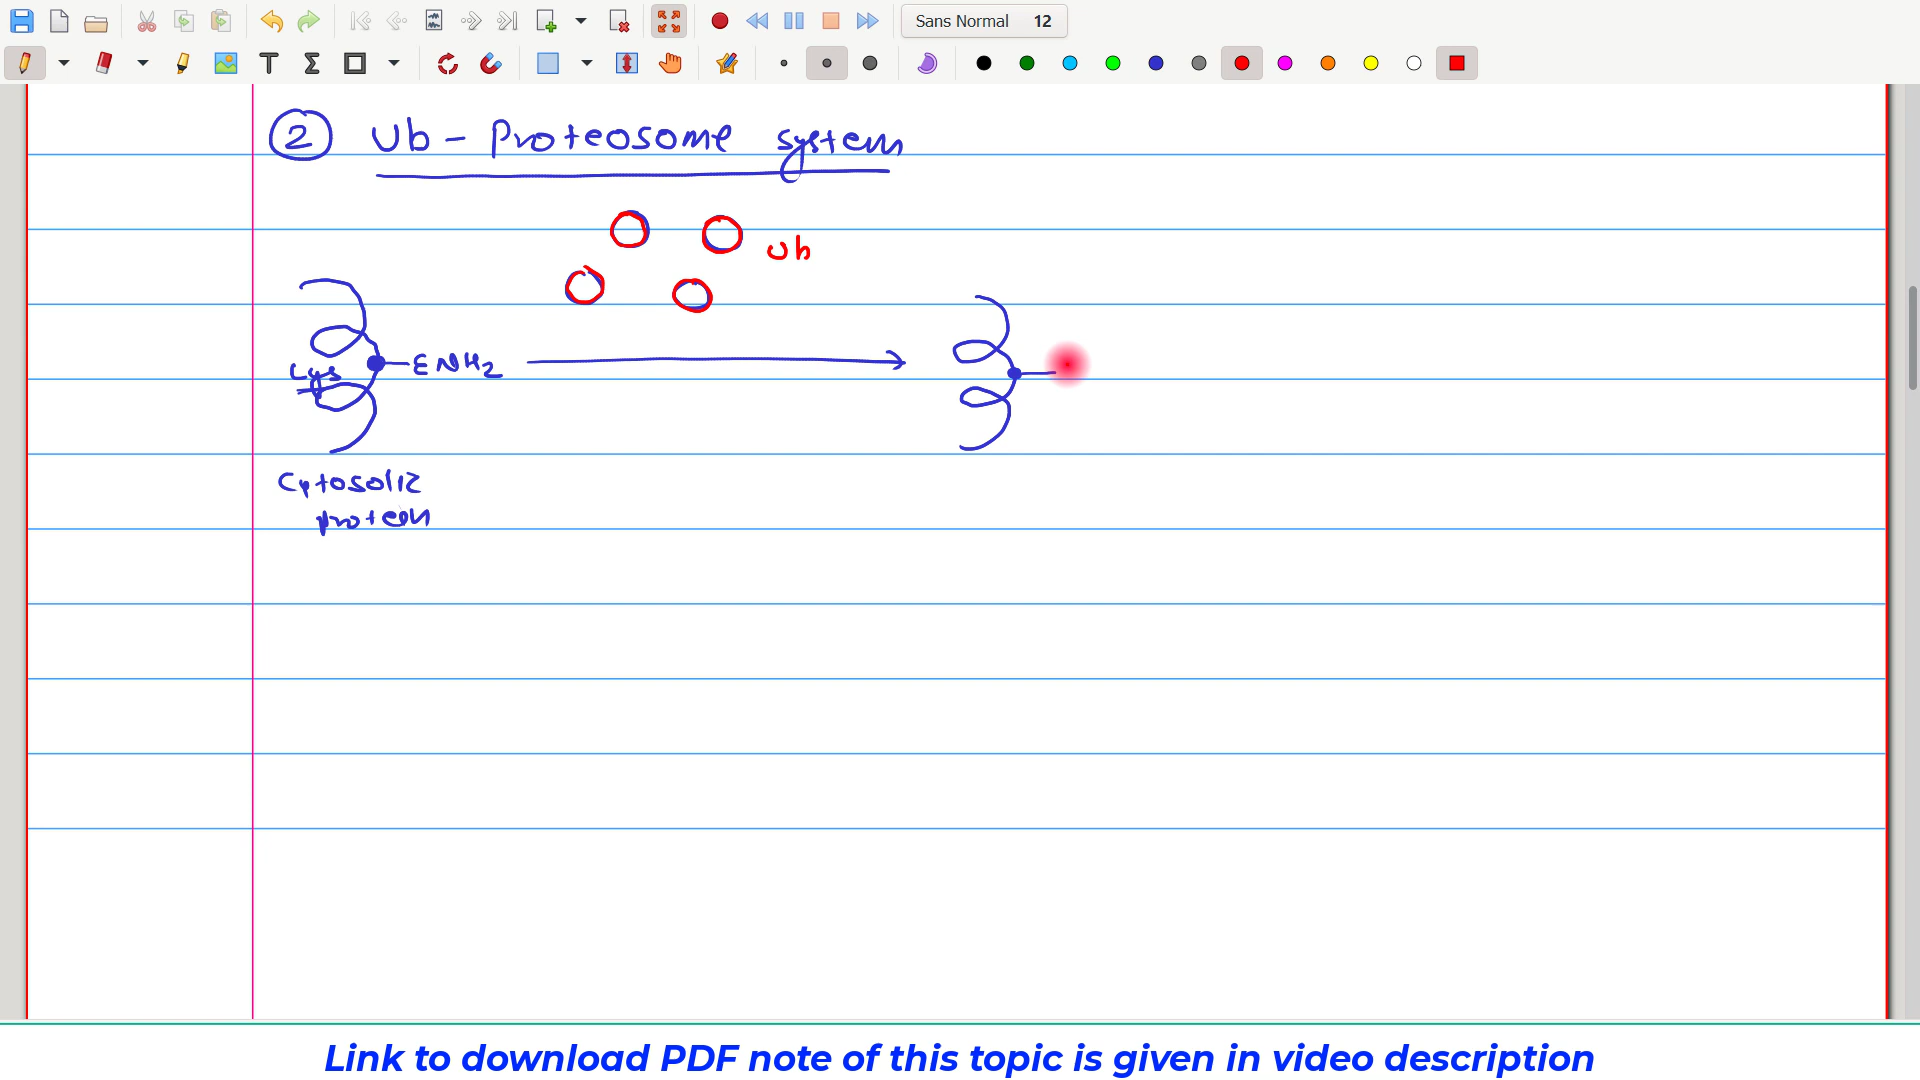 Sans Normal 12
2 Ub - Proteosome system
Ub
Lys
ENH2
Cytosolic
protein
Link to download PDF note of this topic is given in video description